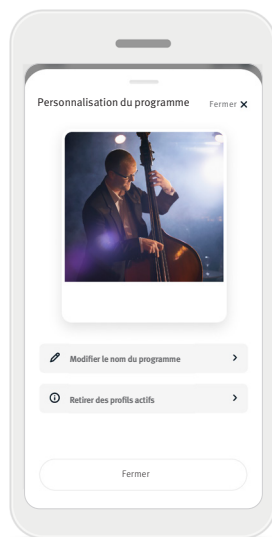 Personnalisation du programme Fermer ✕
Modifier le nom du programme
Retirer des profils actifs
Fermer